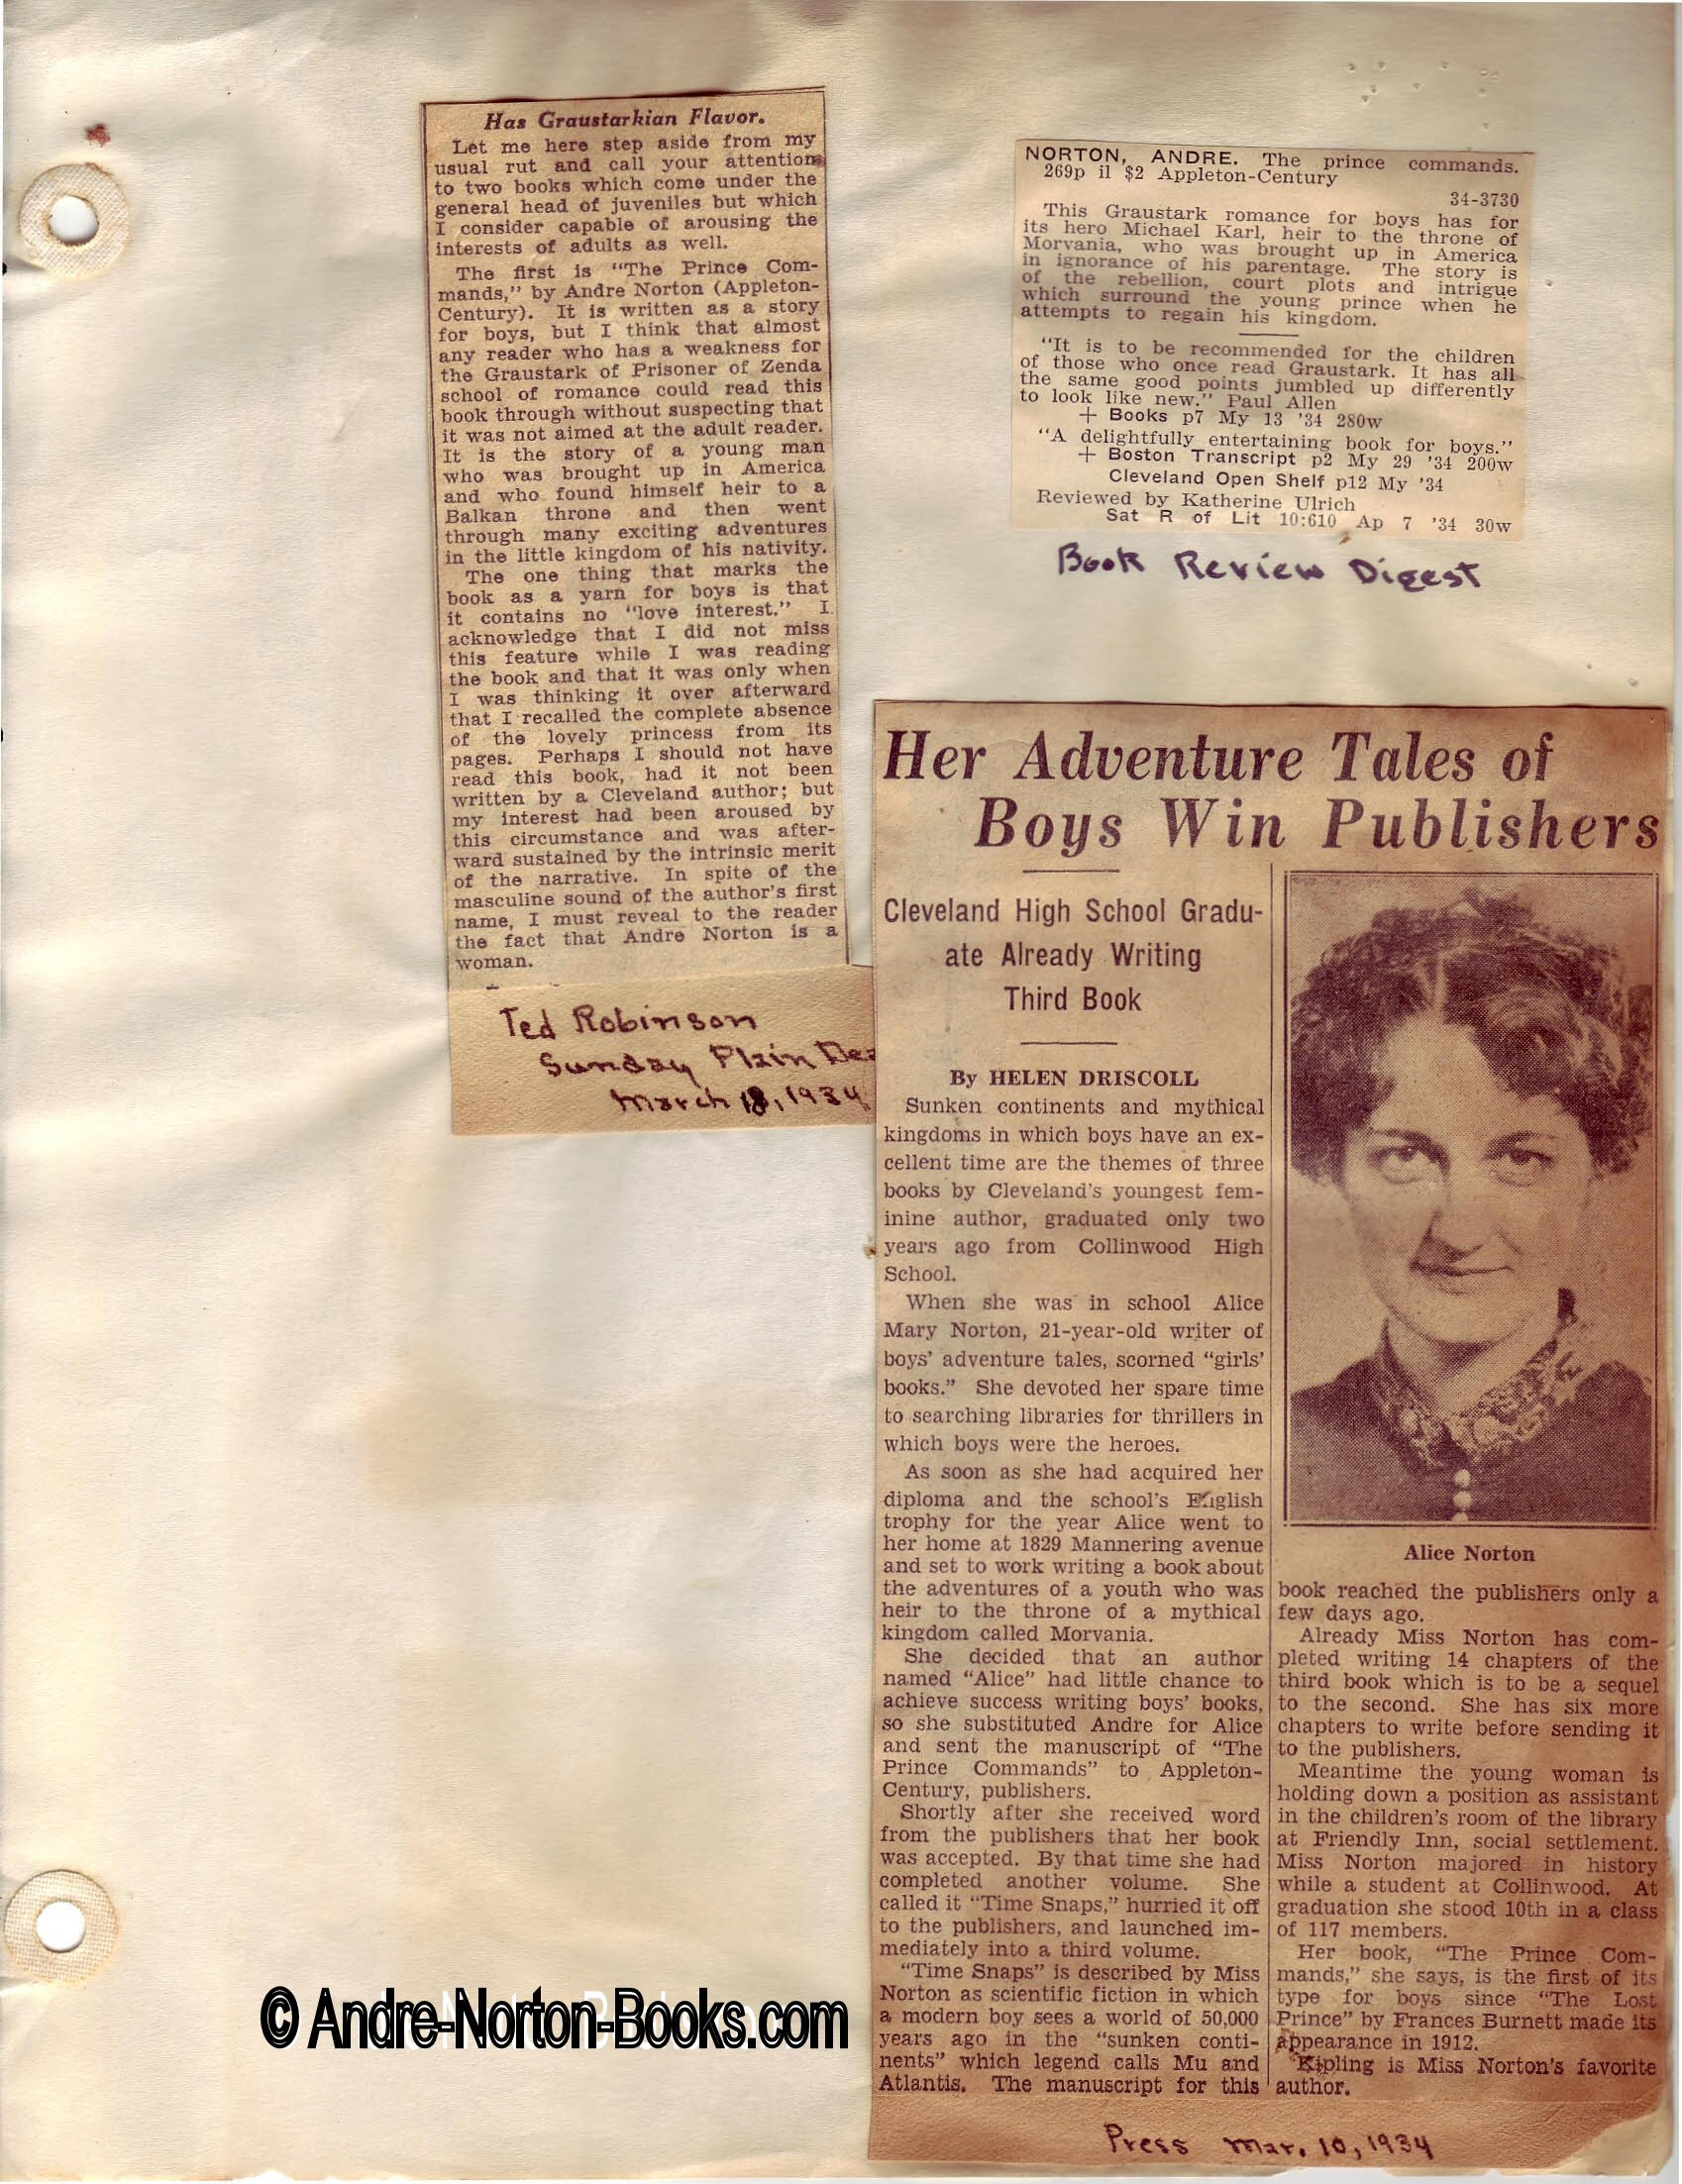 Has Graustarkian Flavor.
Let me here step aside from my
usual rut and call your attention
to two books which come under the
general head of juveniles but which
I consider capable of arousing the
interests of adults as well.
The first is "The Prince Com-
mands," by Andre Norton (Appleton-
Century). It is written as a story
for boys, but I think that almost
any reader who has a weakness for
the Graustark of Prisoner of Zenda
school of romance could read this
book through without suspecting that
it was not aimed at the adult reader.
It is the story of a young man
who was brought up in America
and who found himself heir to a
Balkan throne and then went
through many exciting adventures
in the little kingdom of his nativity.
The one thing that marks the
book as a yarn for boys is that
it contains no "love interest." I
acknowledge that I did not miss
this feature while I was reading
the book and that it was only when
I was thinking it over afterward
that I recalled the complete absence
of the lovely princess from its
pages. Perhaps I should not have
read this book, had it not been
written by a Cleveland author; but
my interest had been aroused by
this circumstance and was after-
ward sustained by the intrinsic merit
of the narrative. In spite of the
masculine sound of the author's first
name, I must reveal to the reader
the fact that Andre Norton is a
woman.
Ted Robinson
Sunday Plain Dea
March 18, 1934
NORTON, ANDRE. The prince commands.
269p il $2 Appleton-Century
34-3730
This Graustark romance for boys has for
its hero Michael Karl, heir to the throne of
Morvania, who was brought up in America
in ignorance of his parentage. The story is
of the rebellion, court plots and intrigue
which surround the young prince when he
attempts to regain his kingdom.
"It is to be recommended for the children
of those who once read Graustark. It has all
the same good points jumbled up differently
to look like new." Paul Allen
+ Books p7 My 13 '34 280w
"A delightfully entertaining book for boys."
+ Boston Transcript p2 My 29 '34 200w
Cleveland Open Shelf p12 My '34
Reviewed by Katherine Ulrich
Sat R of Lit 10:610 Ap 7 '34 30w
Book Review Digest
Her Adventure Tales of
Boys Win Publishers
Cleveland High School Gradu-
ate Already Writing
Third Book
By HELEN DRISCOLL
Sunken continents and mythical
kingdoms in which boys have an ex-
cellent time are the themes of three
books by Cleveland's youngest fem-
inine author, graduated only two
years ago from Collinwood High
School.
When she was in school Alice
Mary Norton, 21-year-old writer of
boys' adventure tales, scorned "girls'
books." She devoted her spare time
to searching libraries for thrillers in
which boys were the heroes.
As soon as she had acquired her
diploma and the school's English
trophy for the year Alice went to
her home at 1829 Mannering avenue
and set to work writing a book about
the adventures of a youth who was
heir to the throne of a mythical
kingdom called Morvania.
She decided that an author
named "Alice" had little chance to
achieve success writing boys' books,
so she substituted Andre for Alice
and sent the manuscript of "The
Prince Commands" to Appleton-
Century, publishers.
Shortly after she received word
from the publishers that her book
was accepted. By that time she had
completed another volume. She
called it "Time Snaps," hurried it off
to the publishers, and launched im-
mediately into a third volume.
"Time Snaps" is described by Miss
Norton as scientific fiction in which
a modern boy sees a world of 50,000
years ago in the "sunken conti-
nents" which legend calls Mu and
Atlantis. The manuscript for this
Alice Norton
book reached the publishers only a
few days ago.
Already Miss Norton has com-
pleted writing 14 chapters of the
third book which is to be a sequel
to the second. She has six more
chapters to write before sending it
to the publishers.
Meantime the young woman is
holding down a position as assistant
in the children's room of the library
at Friendly Inn, social settlement.
Miss Norton majored in history
while a student at Collinwood. At
graduation she stood 10th in a class
of 117 members.
Her book, "The Prince Com-
mands," she says, is the first of its
type for boys since "The Lost
Prince" by Frances Burnett made its
appearance in 1912.
Kipling is Miss Norton's favorite
author.
Press Mar. 10, 1934
© Andre-Norton-Books.com